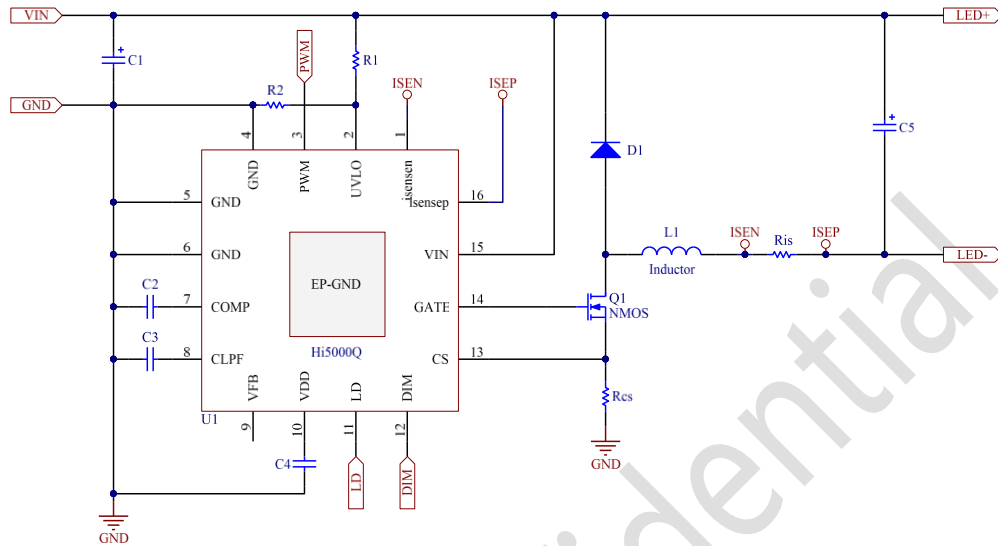 VIN
LED+
C1
PWM
R1
ISEN
ISEP
GND
R2
C5
4
3
2
1
D1
GND
PWM
UVLO
isensen
Isensep
16
5
GND
ISEN
Ris
ISEP
L1
6
GND
VIN
15
Inductor
LED-
EP-GND
C2
7
COMP
GATE
14
Q1
NMOS
C3
8
CLPF
Hi5000Q
CS
13
VFB
VDD
LD
DIM
Rcs
U1
9
10
11
12
C4
LD
DIM
GND
GND